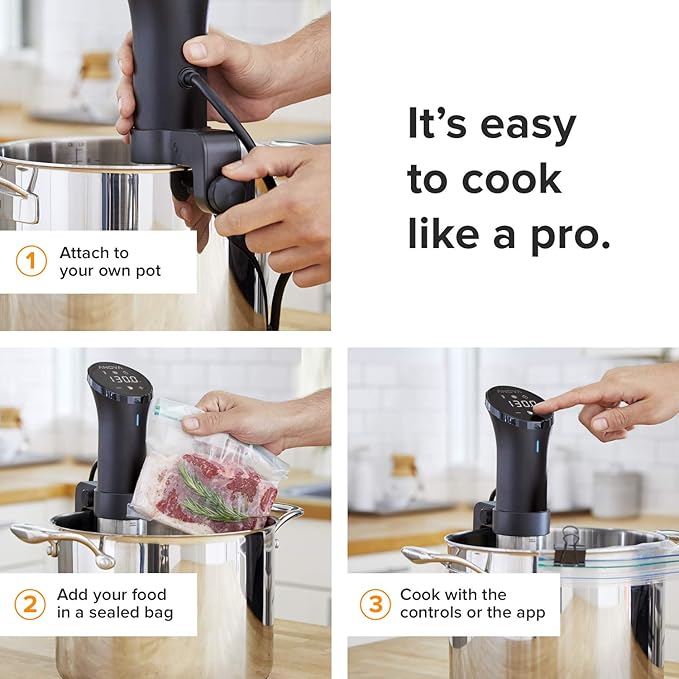 It’s easy
to cook
like a pro.
1
Attach to
your own pot
ANOVA
130.0
2
Add your food
in a sealed bag
ANOVA
130.0
3
Cook with the
controls or the app